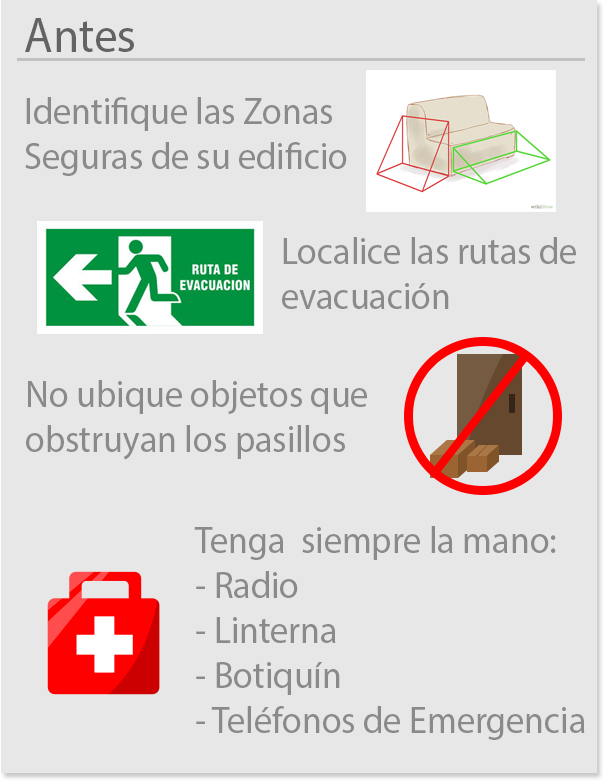 Antes
Identifique las Zonas
Seguras de su edificio
wikiHow
RUTA DE
EVACUACION
Localice las rutas de
evacuación
No ubique objetos que
obstruyan los pasillos
Tenga siempre la mano:
- Radio
- Linterna
- Botiquín
- Teléfonos de Emergencia